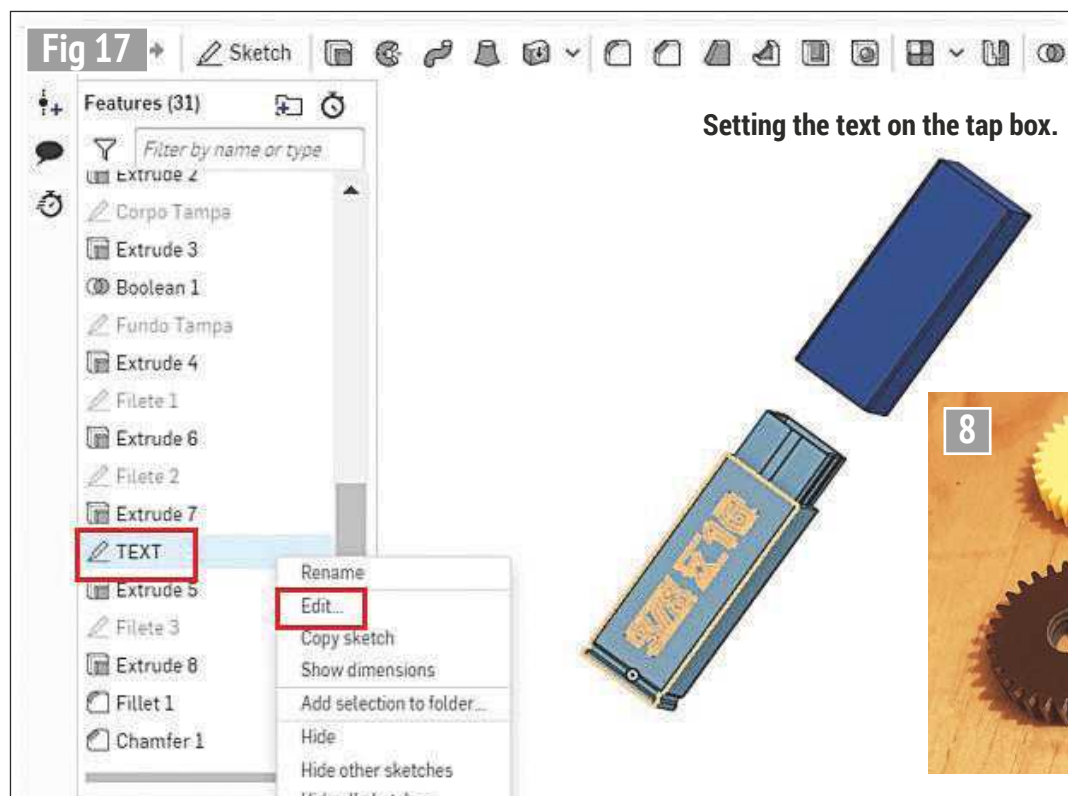 Fig 17
Sketch
Features (31)
Filter by name or type
Setting the text on the tap box.
Extrude 2
Corpo Tampa
Extrude 3
Boolean 1
Fundo Tampa
Extrude 4
Filete 1
Extrude 6
Filete 2
Extrude 7
TEXT
Extrude 5
Filete 3
Extrude 8
Fillet 1
Chamfer 1
Rename
Edit...
Copy sketch
Show dimensions
Add selection to folder...
Hide
Hide other sketches
8